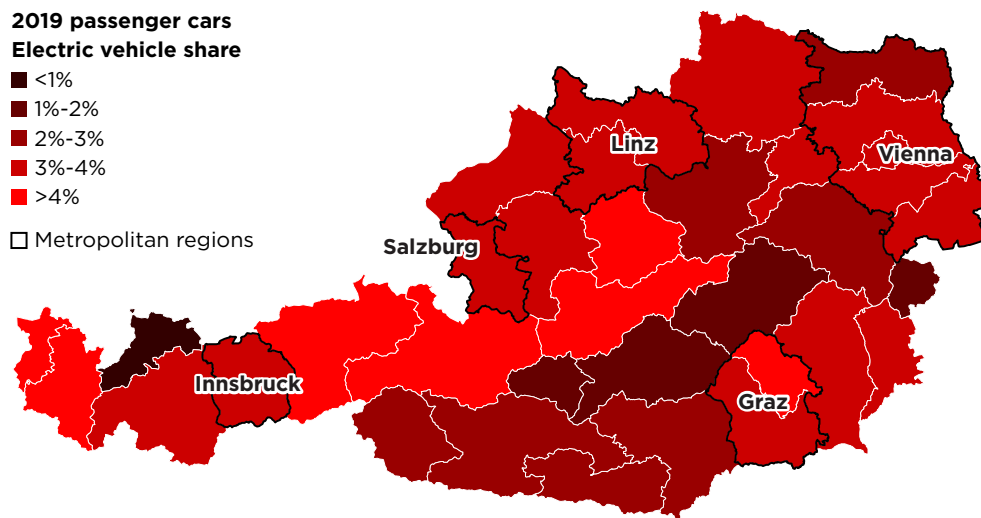 2019 passenger cars
Electric vehicle share
<1%
1%-2%
2%-3%
3%-4%
>4%
Metropolitan regions
Linz
Vienna
Salzburg
Innsbruck
Graz